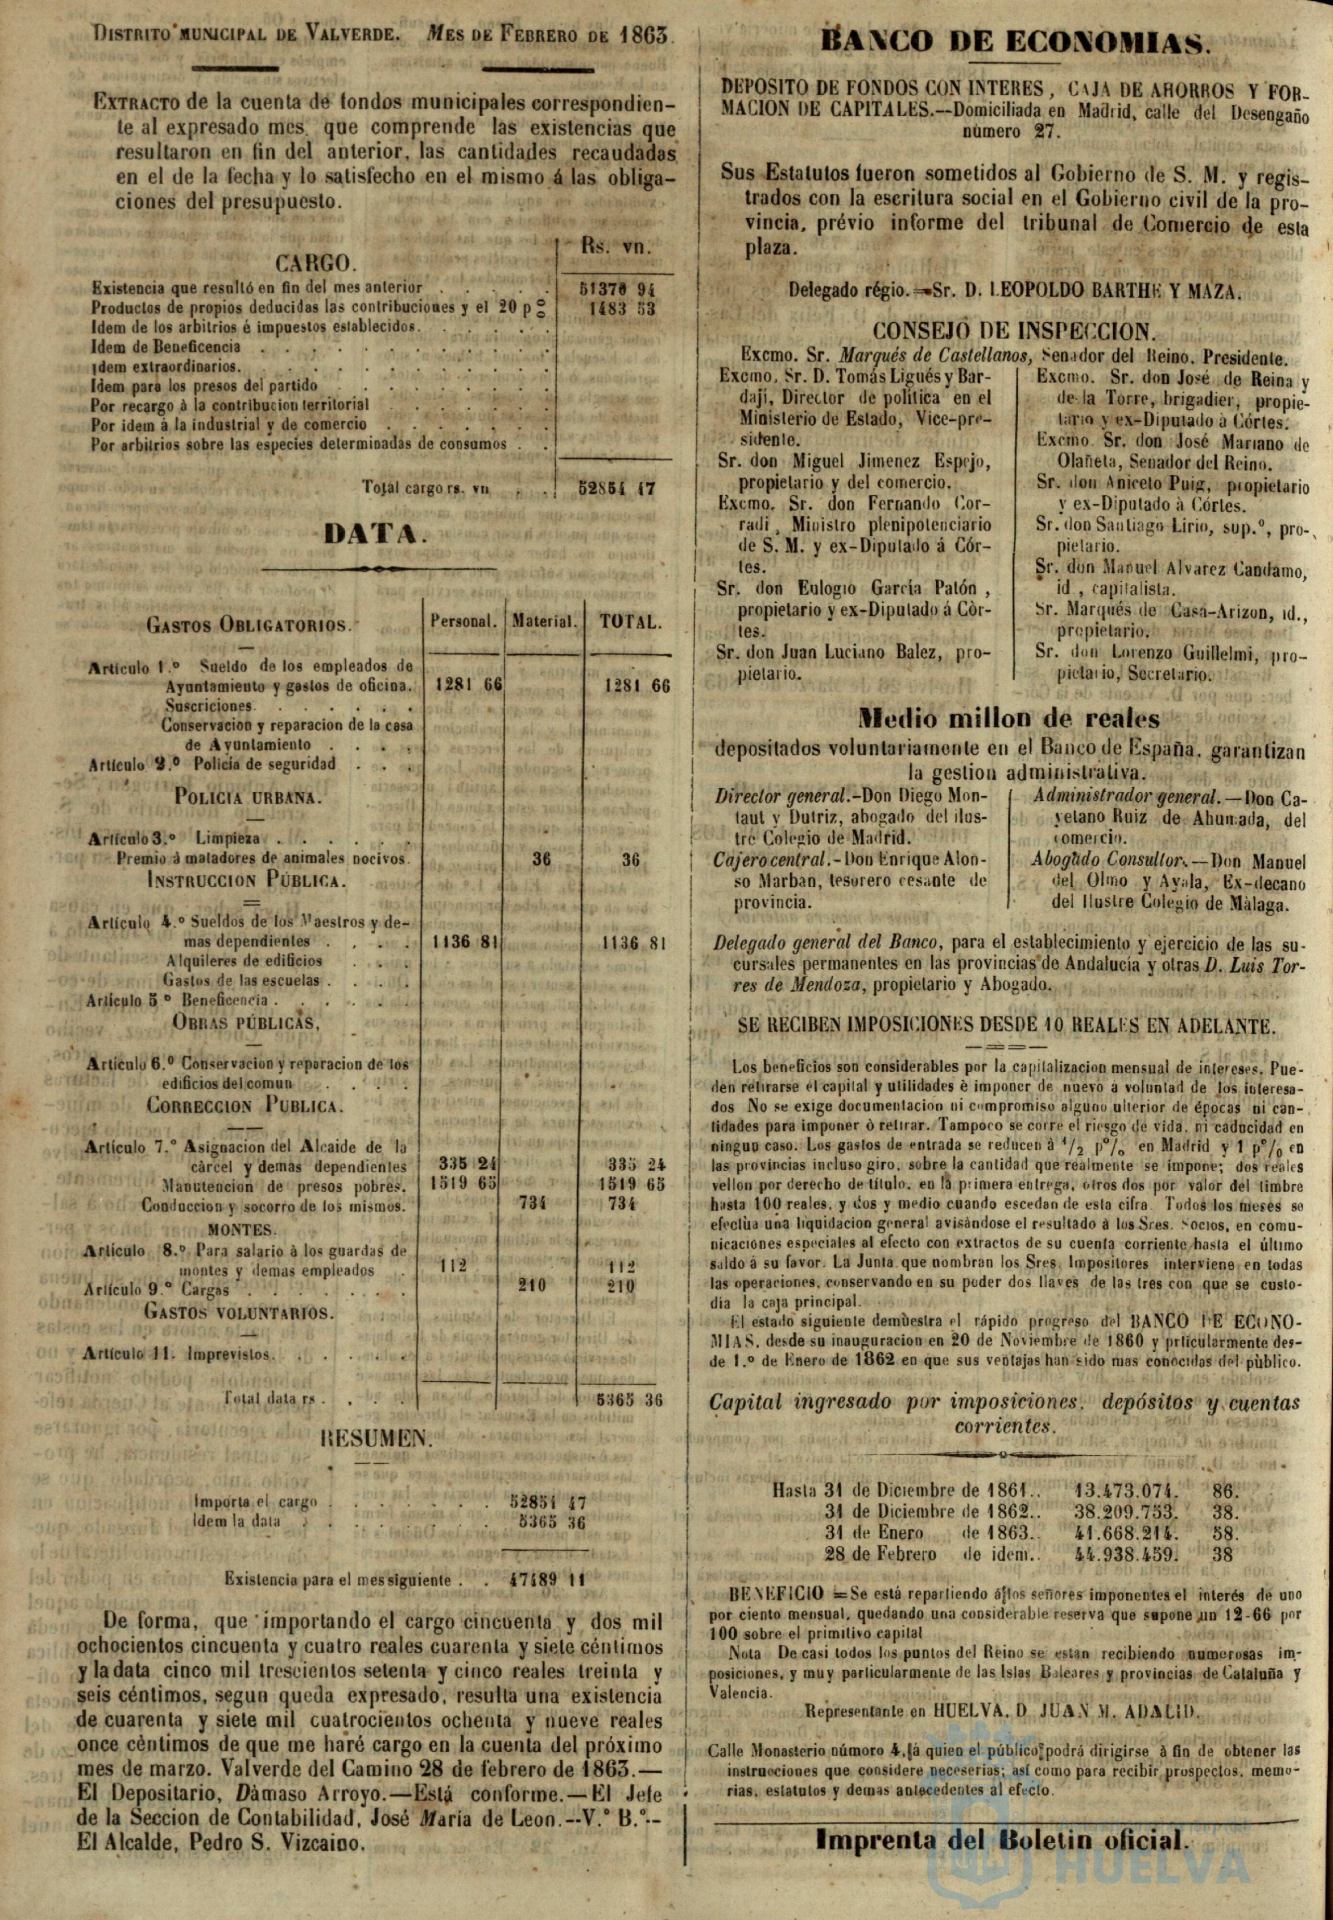 DISTRITO MUNICIPAL DE VALVERDE. MES DE FEBRERO DE 1863
EXTRACTO de la cuenta de fondos municipales correspondien-
te al expresado mes, que comprende las existencias que
resultaron en fin del anterior, las cantidades recaudadas
en el de la fecha y lo satisfecho en el mismo á las obliga-
ciones del presupuesto.
Rs. vn.
CARGO.
Existencia que resultó en fin del mes anterior . . . . . 51370 94
Productos de propios deducidas las contribuciones y el 20 p% 1483 53
Idem de los arbitrios é impuestos establecidos. . . . . .
Idem de Beneficencia . . . . . . . . . . .
idem extraordinarios. . . . . . . . . . . .
Idem para los presos del partido . . . . . . . .
Por recargo à la contribucion territorial . . . . . .
Por idem à la industrial y de comercio . . . . . .
Por arbitrios sobre las especies determinadas de consumos . .
Total cargo rs. vn . . 52854 47
DATA.
GASTOS OBLIGATORIOS. Personal. Material. TOTAL.
Artículo 1.º Sueldo de los empleados de
Ayuntamiento y gastos de oficina. 1281 66 1281 66
Suscriciones. . . . . . .
Conservacion y reparacion de la casa
de Ayuntamiento . . . .
Artículo 2.º Policía de seguridad . . .
POLICIA URBANA.
Artículo 3.º Limpieza . . . . . .
Premio á matadores de animales nocivos. 36 36
INSTRUCCION PÚBLICA.
Artículo 4.º Sueldos de los Maestros y de-
mas dependientes . . . . 1136 81 1136 81
Alquileres de edificios . . .
Gastos de las escuelas . . . .
Artículo 5º Beneficencia . . . . . .
OBRAS PÚBLICAS,
Artículo 6.º Conservacion y reparacion de los
edificios del comun . . . .
CORRECCION PUBLICA.
Artículo 7.º Asignacion del Alcaide de la
càrcel y demas dependientes 335 24 335 24
Manutencion de presos pobres. 1519 65 1519 65
Conduccion y socorro de los mismos. 734 734
MONTES.
Artículo 8.º Para salario à los guardas de
montes y demas empleados . 112 112
Artículo 9.º Cargas . . . . . . . 210 210
GASTOS VOLUNTARIOS.
Artículo 11. Imprevistos. . . . . .
Total data rs . . . . 5365 36
RESUMEN.
Importa el cargo . . . . . . . 52854 47
Idem la data . . . . . . . . 5365 36
Existencia para el mes siguiente . . 47489 11
De forma, que importando el cargo cincuenta y dos mil
ochocientos cincuenta y cuatro reales cuarenta y siete céntimos
y la data cinco mil trescientos setenta y cinco reales treinta y
seis céntimos, segun queda expresado, resulta una existencia
de cuarenta y siete mil cuatrocientos ochenta y nueve reales
once céntimos de que me haré cargo en la cuenta del próximo
mes de marzo. Valverde del Camino 28 de febrero de 1863.—
El Depositario, Dàmaso Arroyo.—Está conforme.—El Jefe
de la Seccion de Contabilidad, José María de Leon.--V.º B.º--
El Alcalde, Pedro S. Vizcaino.
BANCO DE ECONOMIAS.
DEPOSITO DE FONDOS CON INTERES, CAJA DE AHORROS Y FOR-
MACION DE CAPITALES.--Domiciliada en Madrid, calle del Desengaño
número 27.
Sus Estatutos fueron sometidos al Gobierno de S. M. y regis-
trados con la escritura social en el Gobierno civil de la pro-
vincia, prévio informe del tribunal de Comercio de esta
plaza.
Delegado régio.—Sr. D. LEOPOLDO BARTHE Y MAZA.
CONSEJO DE INSPECCION.
Excmo. Sr. Marqués de Castellanos, Senador del Reino. Presidente.
Excmo. Sr. D. Tomás Ligués y Bar-
dají, Director de política en el
Ministerio de Estado, Vice-pre-
sidente.
Sr. don Miguel Jimenez Espejo,
propietario y del comercio.
Excmo. Sr. don Fernando Cor-
radi, Ministro plenipotenciario
de S. M. y ex-Diputado á Cór-
tes.
Sr. don Eulogio García Patón,
propietario y ex-Diputado á Còr-
tes.
Sr. don Juan Luciano Balez, pro-
pietario.
Excmo. Sr. don José de Reina y
de la Torre, brigadier, propie-
tario y ex-Diputado à Córtes.
Excmo. Sr. don José Mariano de
Olañeta, Senador del Reino.
Sr. don Aniceto Puig, propietario
y ex-Diputado à Córtes.
Sr. don Santiago Lirio, sup.º, pro-
pietario.
Sr. don Manuel Alvarez Candamo,
id, capitalista.
Sr. Marqués de Casa-Arizon, id.,
propietario.
Sr. don Lorenzo Guillelmi, pro-
pietario, Secretario.
Medio millon de reales
depositados voluntariamente en el Banco de España, garantizan
la gestion administrativa.
Director general.-Don Diego Mon-
taut y Dutriz, abogado del ilus-
tre Colegio de Madrid.
Cajero central.-Don Enrique Alon-
so Marban, tesorero cesante de
provincia.
Administrador general.—Don Ca-
yetano Ruiz de Ahumada, del
comercio.
Abogado Consultor.—Don Manuel
del Olmo y Ayala, Ex-decano
del Ilustre Colegio de Màlaga.
Delegado general del Banco, para el establecimiento y ejercicio de las su-
cursales permanentes en las provincias de Andalucía y otras D. Luis Tor-
res de Mendoza, propietario y Abogado.
SE RECIBEN IMPOSICIONES DESDE 10 REALES EN ADELANTE.
Los beneficios son considerables por la capitalizacion mensual de intereses. Pue-
den retirarse el capital y utilidades è imponer de nuevo à voluntad de los interesa-
dos No se exige documentacion ni compromiso alguno ulterior de épocas ni can-
tidades para imponer ò retirar. Tampoco se corre el riesgo de vida, ni caducidad en
ningun caso. Los gastos de entrada se reducen à 1/2 p% en Madrid y 1 p% en
las provincias incluso giro, sobre la cantidad que realmente se impone; dos reales
vellon por derecho de título, en la primera entrega, otros dos por valor del timbre
hasta 100 reales, y dos y medio cuando escedan de esta cifra. Todos los meses se
efectùa una liquidacion general avisándose el resultado à los Sres. Socios, en comu-
nicaciones especiales al efecto con extractos de su cuenta corriente hasta el último
saldo á su favor. La Junta que nombran los Sres. Impositores interviene en todas
las operaciones, conservando en su poder dos llaves de las tres con que se custo-
dia la caja principal.
El estado siguiente demuestra el rápido progreso del BANCO DE ECONO-
MIAS, desde su inauguracion en 20 de Noviembre de 1860 y prticularmente des-
de 1.º de Enero de 1862 en que sus ventajas han sido mas conocidas del pùblico.
Capital ingresado por imposiciones, depósitos y cuentas
corrientes.
Hasta 31 de Diciembre de 1861.. 13.473.074. 86.
31 de Diciembre de 1862.. 38.209.753. 38.
31 de Enero de 1863.. 41.668.214. 58.
28 de Febrero de idem.. 44.938.459. 38
BENEFICIO =Se está repartiendo á los señores imponentes el interés de uno
por ciento mensual, quedando una considerable reserva que supone un 12-66 por
100 sobre el primitivo capital
Nota De casi todos los puntos del Reino se estàn recibiendo numerosas im-
posiciones, y muy particularmente de las Islas Baleares y provincias de Cataluña y
Valencia.
Representante en HUELVA, D JUAN M. ADALID.
Calle Monasterio número 4, à quien el público podrá dirigirse à fin de obtener las
instrucciones que considere neceserias; así como para recibir prospectos, memo-
rias, estatutos y demas antecedentes al efecto.
Imprenta del Boletin oficial.
HUELVA